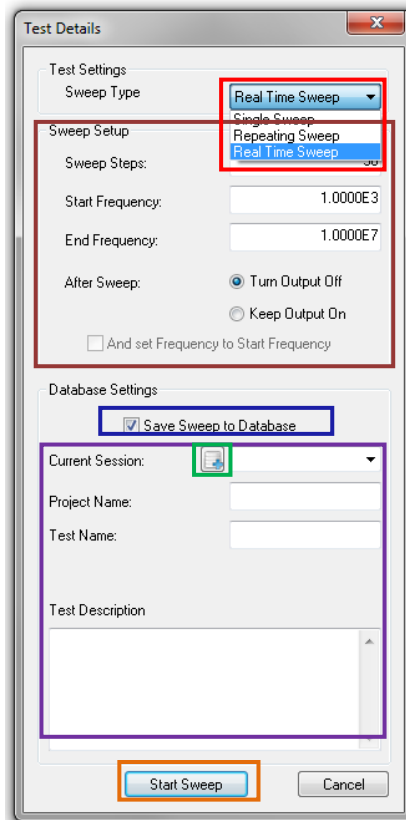 Test Details
Test Settings
Sweep Type
Real Time Sweep
Single Sweep
Repeating Sweep
Real Time Sweep
Sweep Setup
Sweep Steps:
Start Frequency:
1.0000E3
End Frequency:
1.0000E7
After Sweep:
Turn Output Off
Keep Output On
And set Frequency to Start Frequency
Database Settings
Save Sweep to Database
Current Session:
Project Name:
Test Name:
Test Description
Start Sweep
Cancel